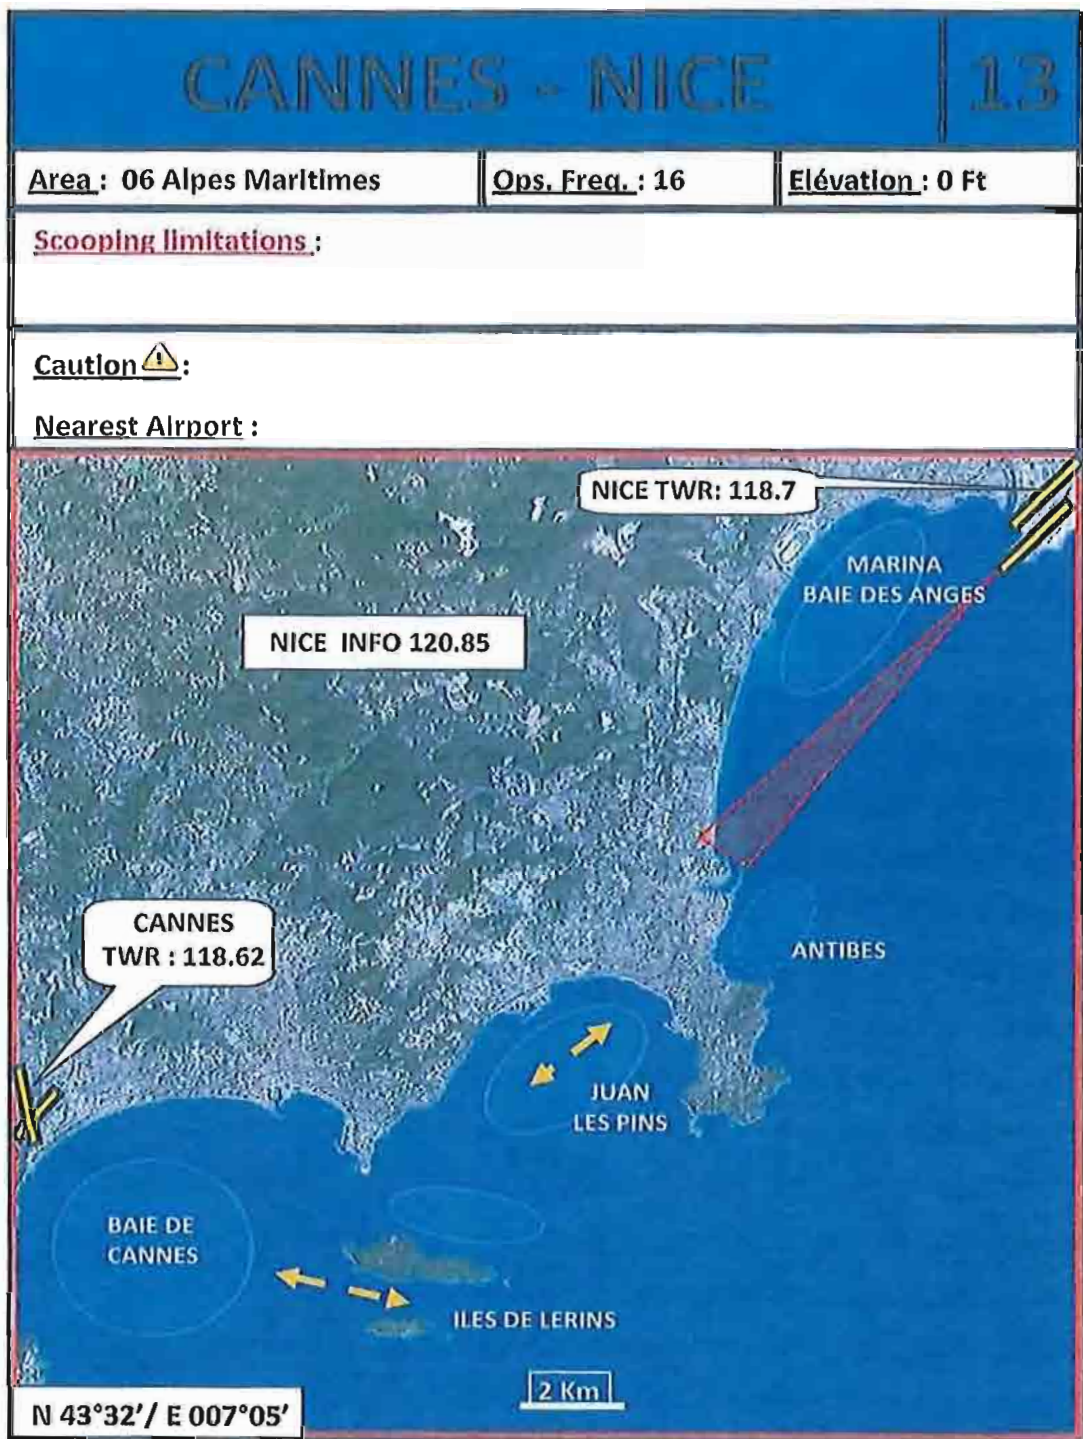 CANNES - NICE
13
Area : 06 Alpes Maritimes
Ops. Freq. : 16
Elévation : 0 Ft
Scooping limitations :
Caution :
Nearest Airport :
NICE TWR: 118.7
MARINA
BAIE DES ANGES
NICE INFO 120.85
CANNES
TWR : 118.62
ANTIBES
JUAN
LES PINS
BAIE DE
CANNES
ILES DE LERINS
2 Km
N 43°32'/ E 007°05'